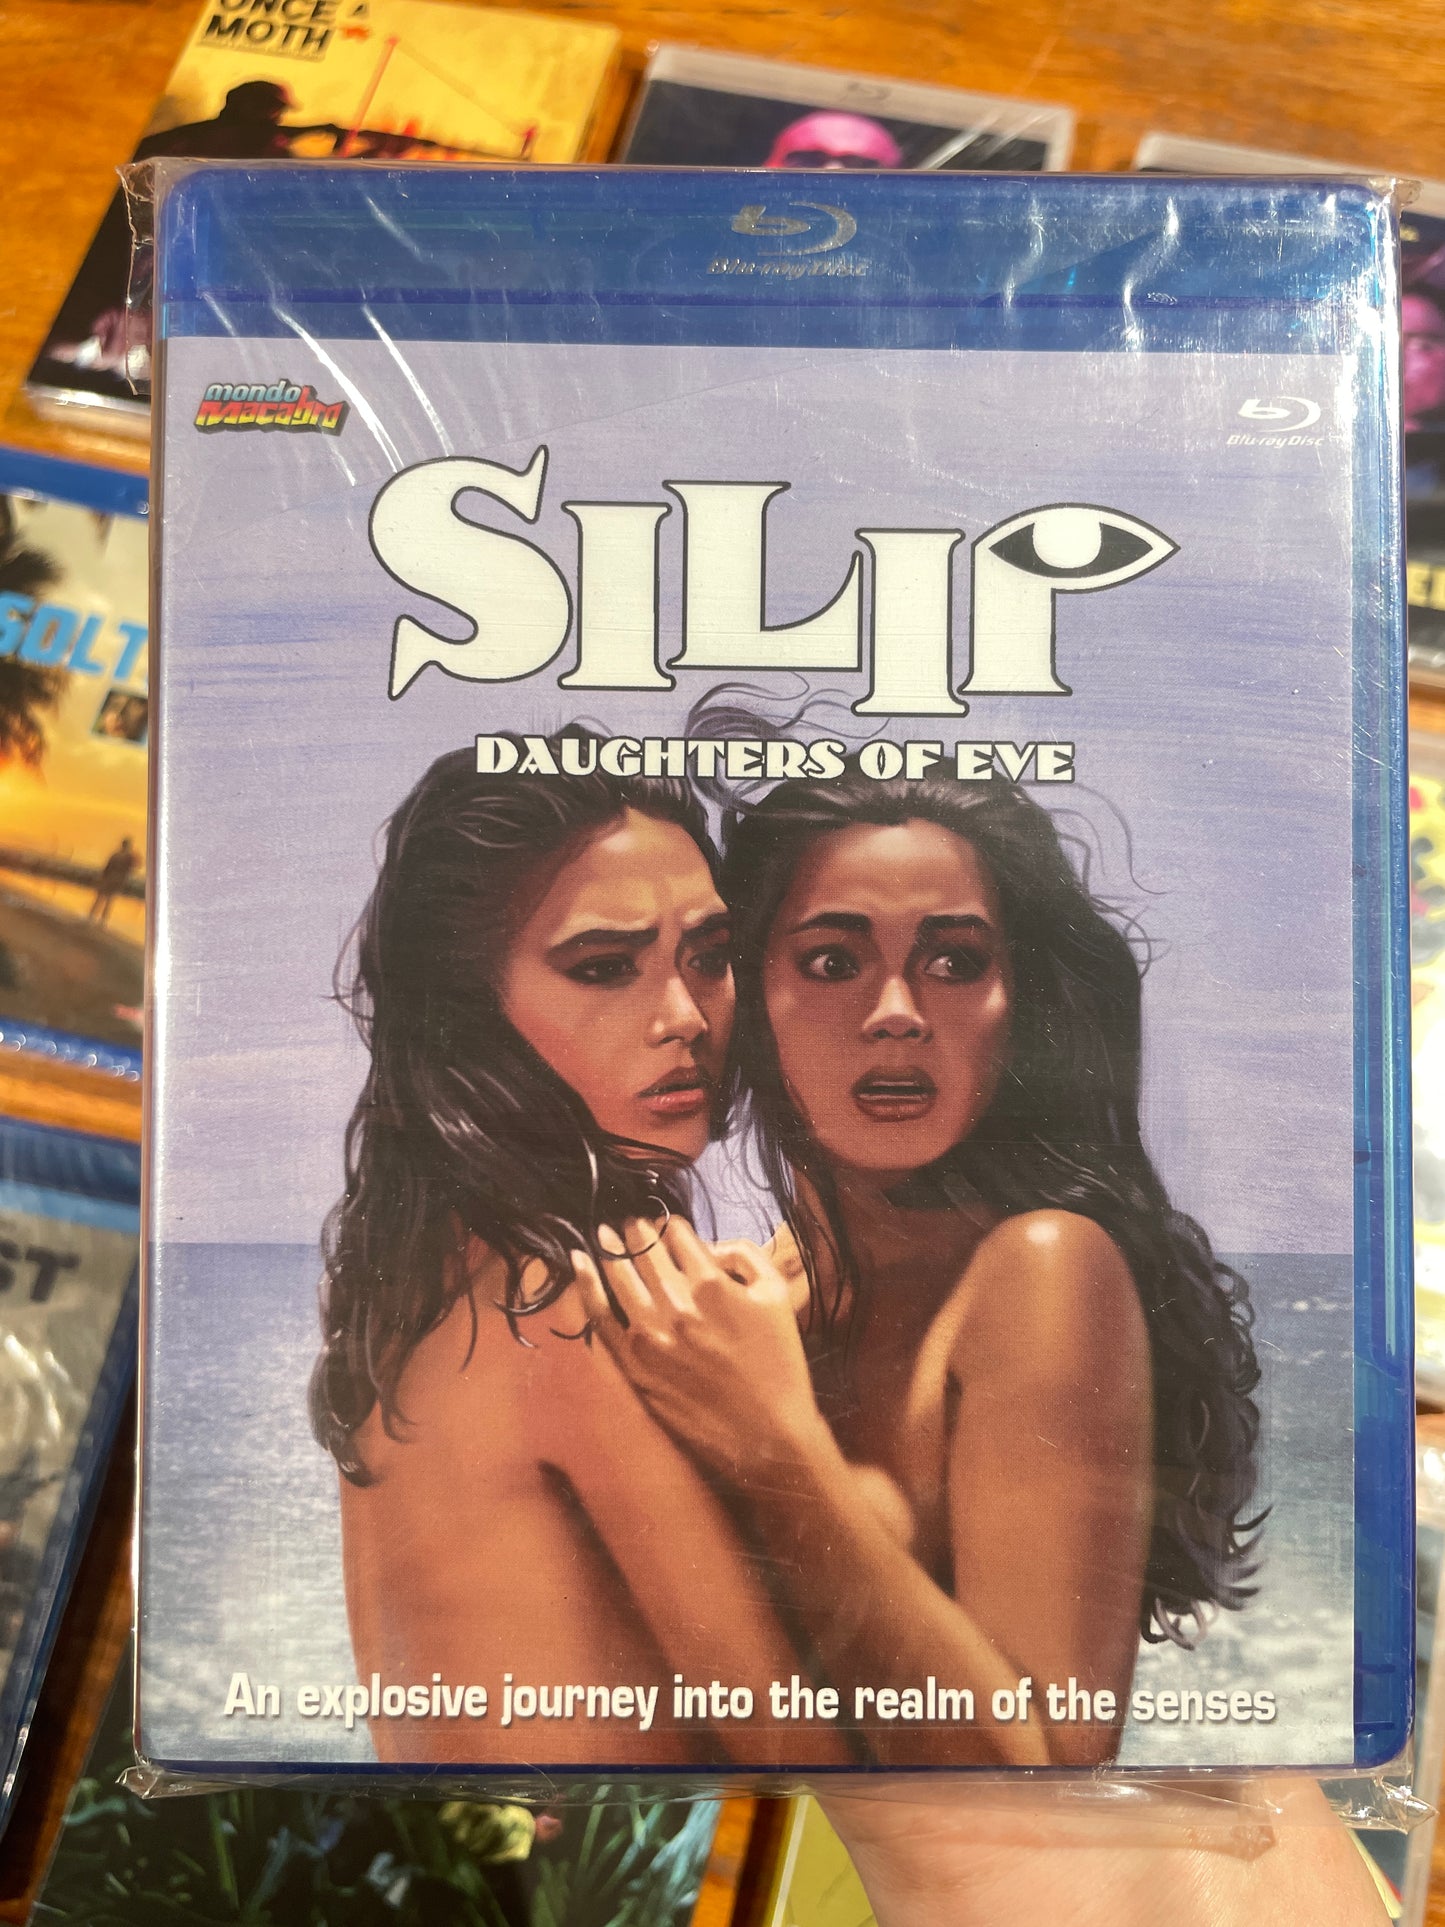 ONCE A
MOTH
Blu-ray Disc
mondo
Macabro
Blu-ray Disc
SILIP
DAUGHTERS OF EVE
SOLT
ST
An explosive journey into the realm of the senses